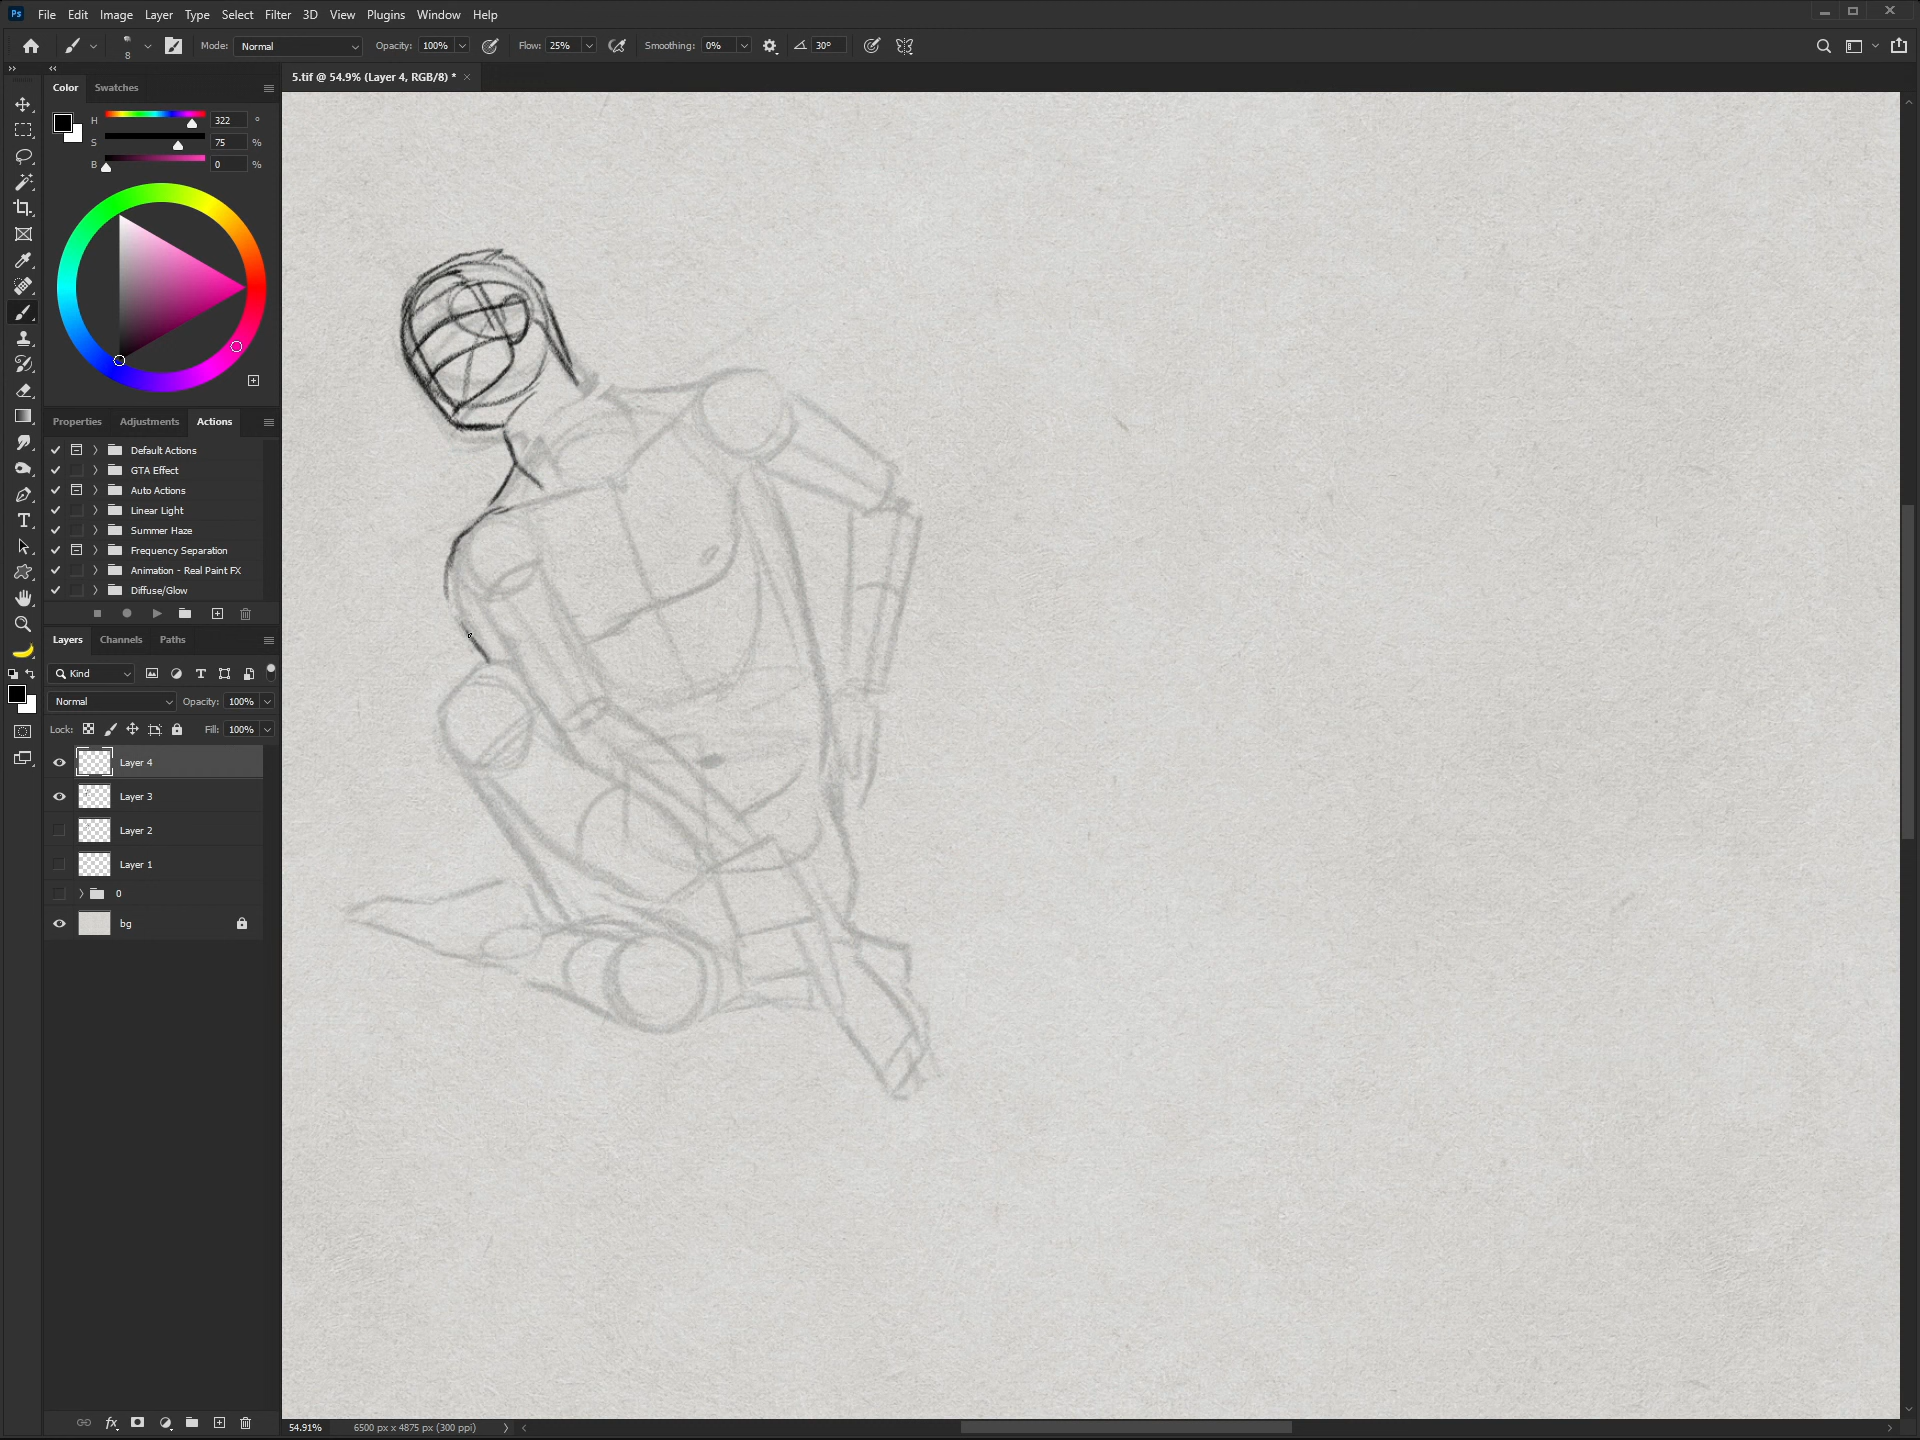 Ps File Edit Image Layer Type Select Filter 3D View Plugins Window Help
8 Mode: Normal Opacity: 100% Flow: 25% Smoothing: 0% 30°
5.tif @ 54.9% (Layer 4, RGB/8) *
Color Swatches
H 322 °
S 75 %
B 0 %
Properties Adjustments Actions
Default Actions
GTA Effect
Auto Actions
Linear Light
Summer Haze
Frequency Separation
Animation - Real Paint FX
Diffuse/Glow
Layers Channels Paths
Kind
Normal Opacity: 100%
Lock: Fill: 100%
Layer 4
Layer 3
Layer 2
Layer 1
0
bg
fx
54.91% 6500 px x 4875 px (300 ppi)